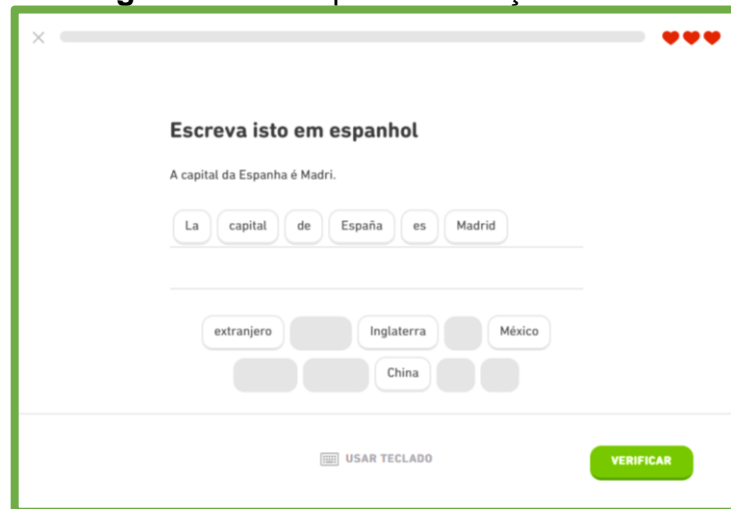 Escreva isto em espanhol
A capital da Espanha é Madri.
La capital de España es Madrid
extranjero Inglaterra México
China
USAR TECLADO VERIFICAR